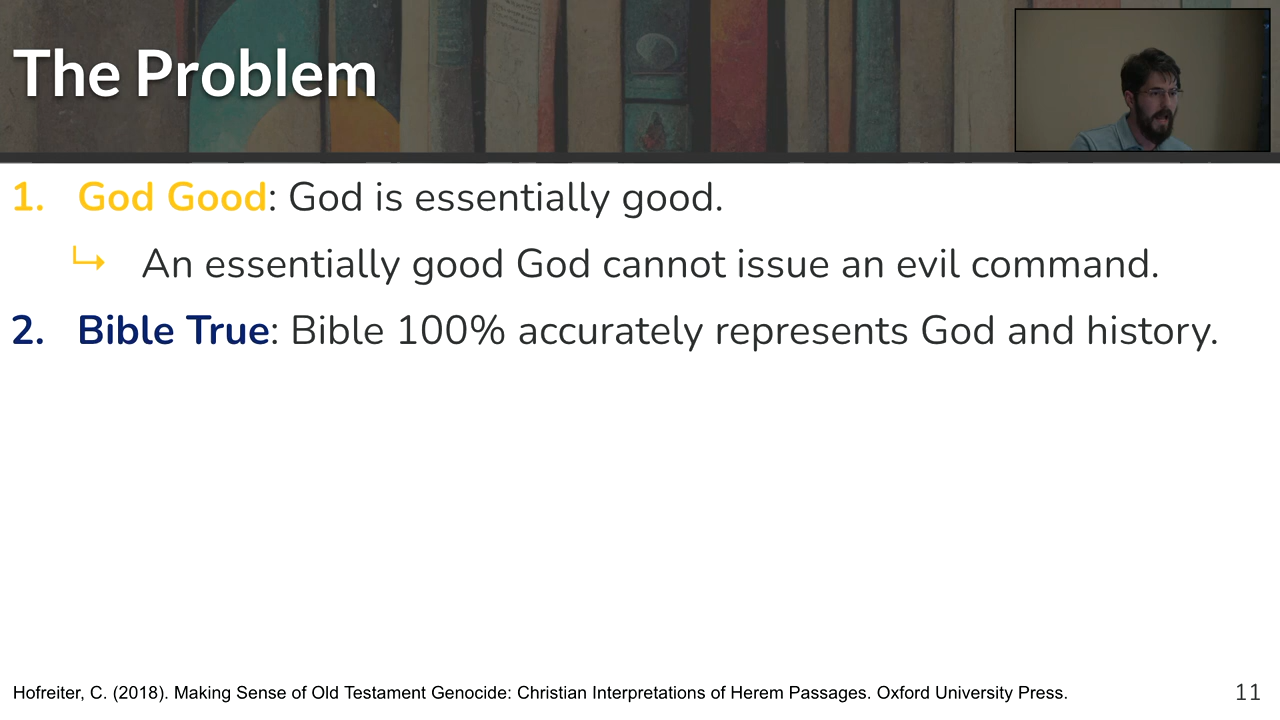 The Problem
1. God Good: God is essentially good.
↳ An essentially good God cannot issue an evil command.
2. Bible True: Bible 100% accurately represents God and history.
Hofreiter, C. (2018). Making Sense of Old Testament Genocide: Christian Interpretations of Herem Passages. Oxford University Press.
11